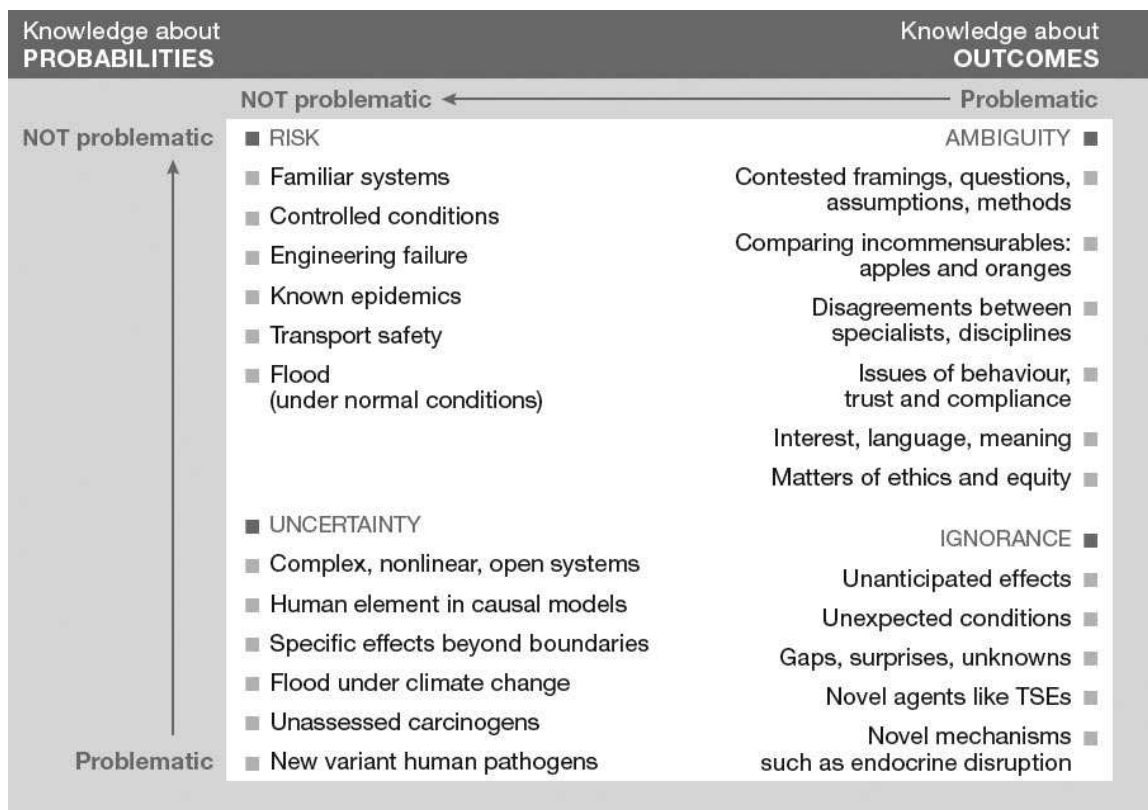 Knowledge about
PROBABILITIES
Knowledge about
OUTCOMES
NOT problematic
Problematic
NOT problematic
RISK
Familiar systems
Controlled conditions
Engineering failure
Known epidemics
Transport safety
Flood
(under normal conditions)
AMBIGUITY
Contested framings, questions,
assumptions, methods
Comparing incommensurables:
apples and oranges
Disagreements between
specialists, disciplines
Issues of behaviour,
trust and compliance
Interest, language, meaning
Matters of ethics and equity
UNCERTAINTY
Complex, nonlinear, open systems
Human element in causal models
Specific effects beyond boundaries
Flood under climate change
Unassessed carcinogens
New variant human pathogens
IGNORANCE
Unanticipated effects
Unexpected conditions
Gaps, surprises, unknowns
Novel agents like TSEs
Novel mechanisms
such as endocrine disruption
Problematic